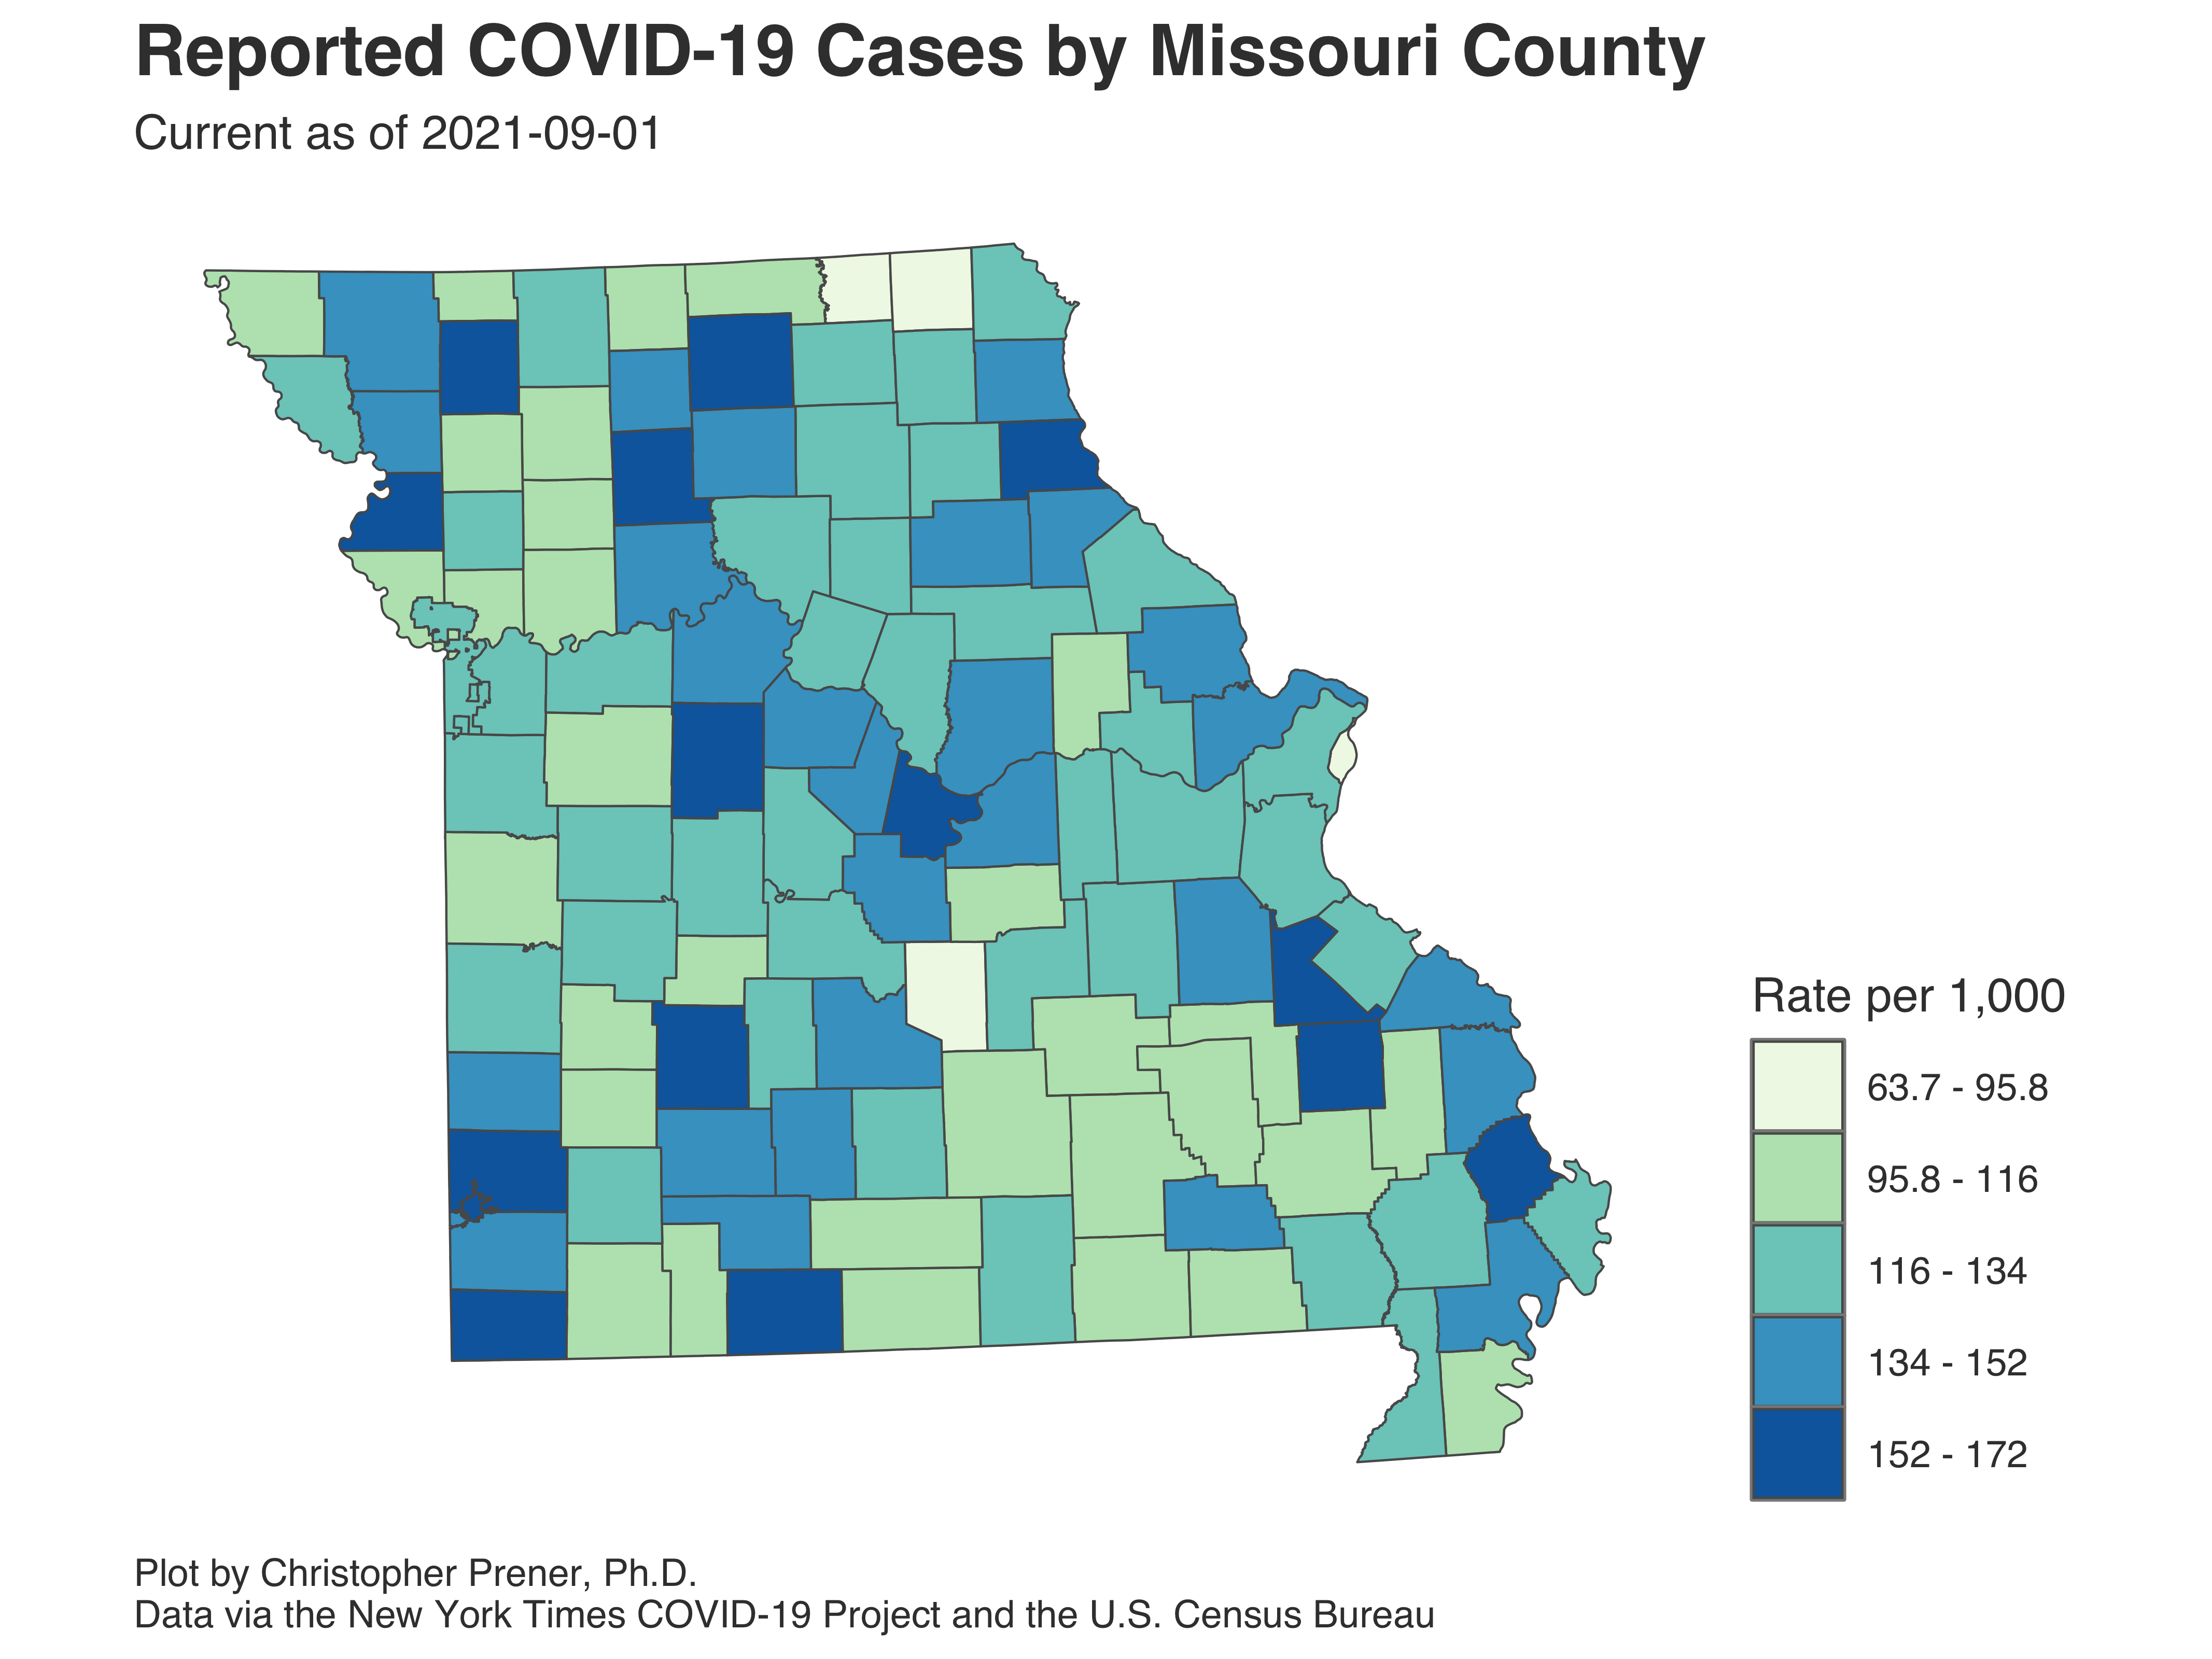 Reported COVID-19 Cases by Missouri County
Current as of 2021-09-01
Rate per 1,000
63.7 - 95.8
95.8 - 116
116 - 134
134 - 152
152 - 172
Plot by Christopher Prener, Ph.D.
Data via the New York Times COVID-19 Project and the U.S. Census Bureau